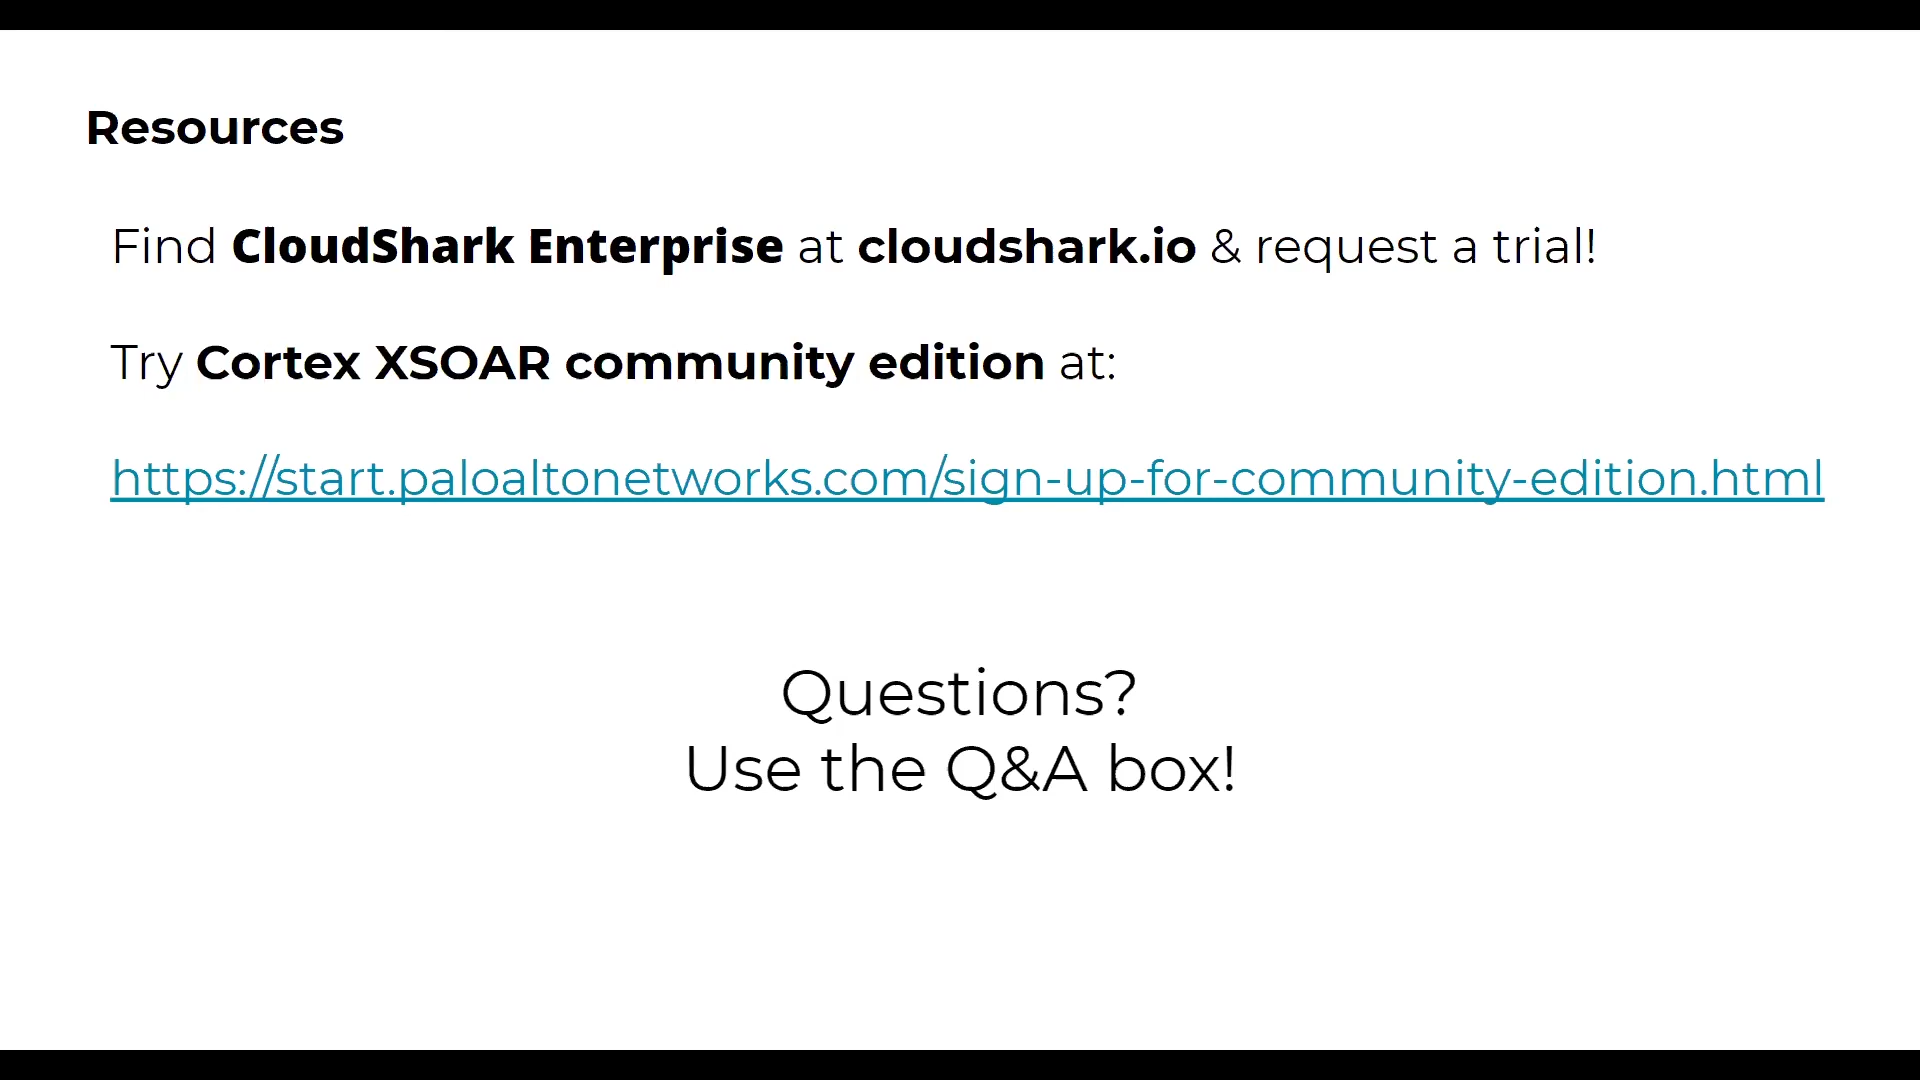 Resources
Find CloudShark Enterprise at cloudshark.io & request a trial!
Try Cortex XSOAR community edition at:
https://start.paloaltonetworks.com/sign-up-for-community-edition.html
Questions?
Use the Q&A box!